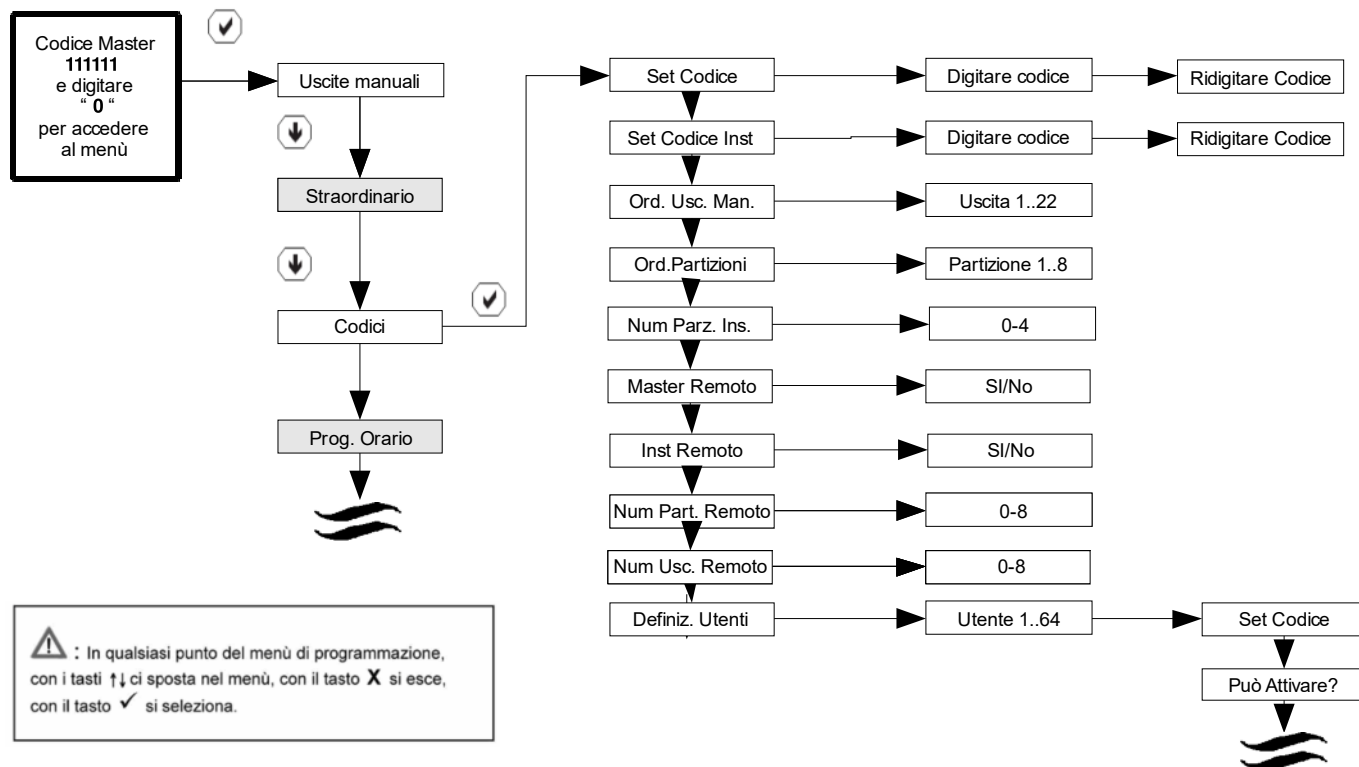 Codice Master
111111
e digitare
“ 0 “
per accedere
al menù
Uscite manuali
Straordinario
Codici
Prog. Orario
Set Codice
Digitare codice
Ridigitare Codice
Set Codice Inst
Digitare codice
Ridigitare Codice
Ord. Usc. Man.
Uscita 1..22
Ord.Partizioni
Partizione 1..8
Num Parz. Ins.
0-4
Master Remoto
SI/No
Inst Remoto
SI/No
Num Part. Remoto
0-8
Num Usc. Remoto
0-8
Definiz. Utenti
Utente 1..64
Set Codice
Può Attivare?
: In qualsiasi punto del menù di programmazione,
con i tasti ↑↓ ci sposta nel menù, con il tasto X si esce,
con il tasto ✓ si seleziona.